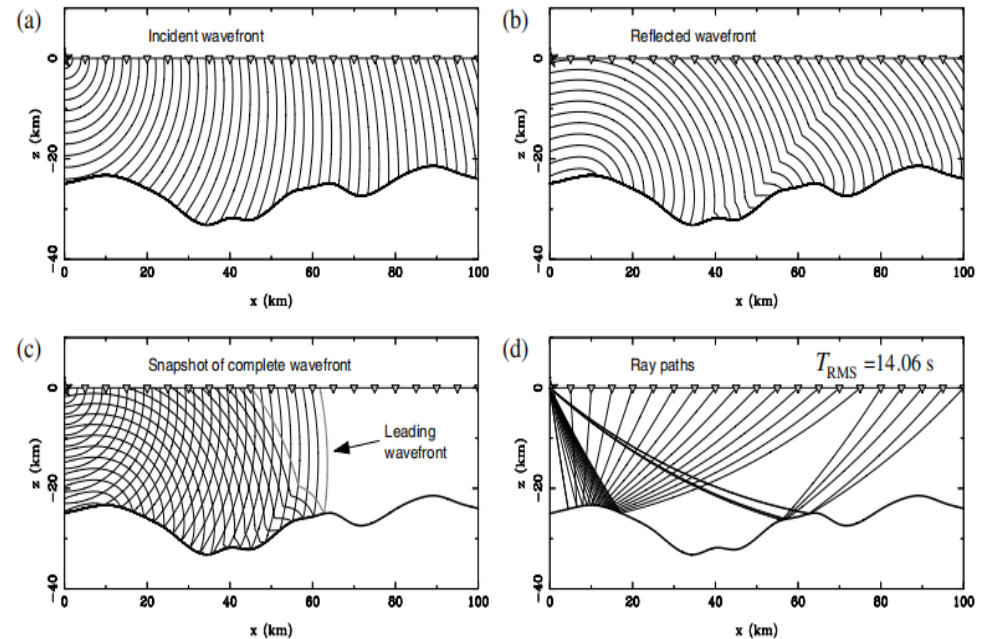 (a)
Incident wavefront
0
−20
−40
z (km)
0 20 40 60 80 100
x (km)
(b)
Reflected wavefront
0
−20
−40
z (km)
0 20 40 60 80 100
x (km)
(c)
Snapshot of complete wavefront
Leading
wavefront
0
−20
−40
z (km)
0 20 40 60 80 100
x (km)
(d)
Ray paths
T_RMS =14.06 s
0
−20
−40
z (km)
0 20 40 60 80 100
x (km)